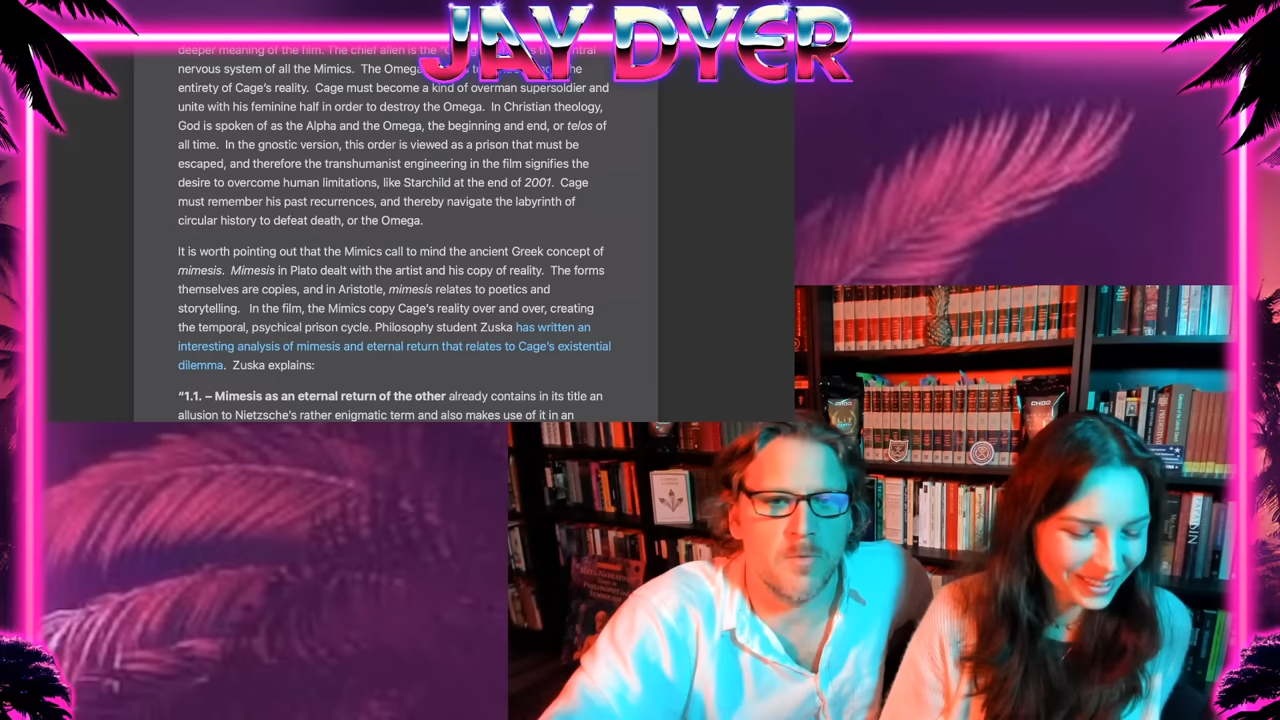 JAY DYER
deeper meaning of the film. The chief alien is the
nervous system of all the Mimics. The Omega
entirety of Cage's reality. Cage must become a kind of overman supersoldier and
unite with his feminine half in order to destroy the Omega. In Christian theology,
God is spoken of as the Alpha and the Omega, the beginning and end, or telos of
all time. In the gnostic version, this order is viewed as a prison that must be
escaped, and therefore the transhumanist engineering in the film signifies the
desire to overcome human limitations, like Starchild at the end of 2001. Cage
must remember his past recurrences, and thereby navigate the labyrinth of
circular history to defeat death, or the Omega.
It is worth pointing out that the Mimics call to mind the ancient Greek concept of
mimesis. Mimesis in Plato dealt with the artist and his copy of reality. The forms
themselves are copies, and in Aristotle, mimesis relates to poetics and
storytelling. In the film, the Mimics copy Cage's reality over and over, creating
the temporal, psychical prison cycle. Philosophy student Zuska has written an
interesting analysis of mimesis and eternal return that relates to Cage's existential
dilemma. Zuska explains:
"1.1. – Mimesis as an eternal return of the other already contains in its title an
allusion to Nietzsche's rather enigmatic term and also makes use of it in an
CHOQ
CHOQ